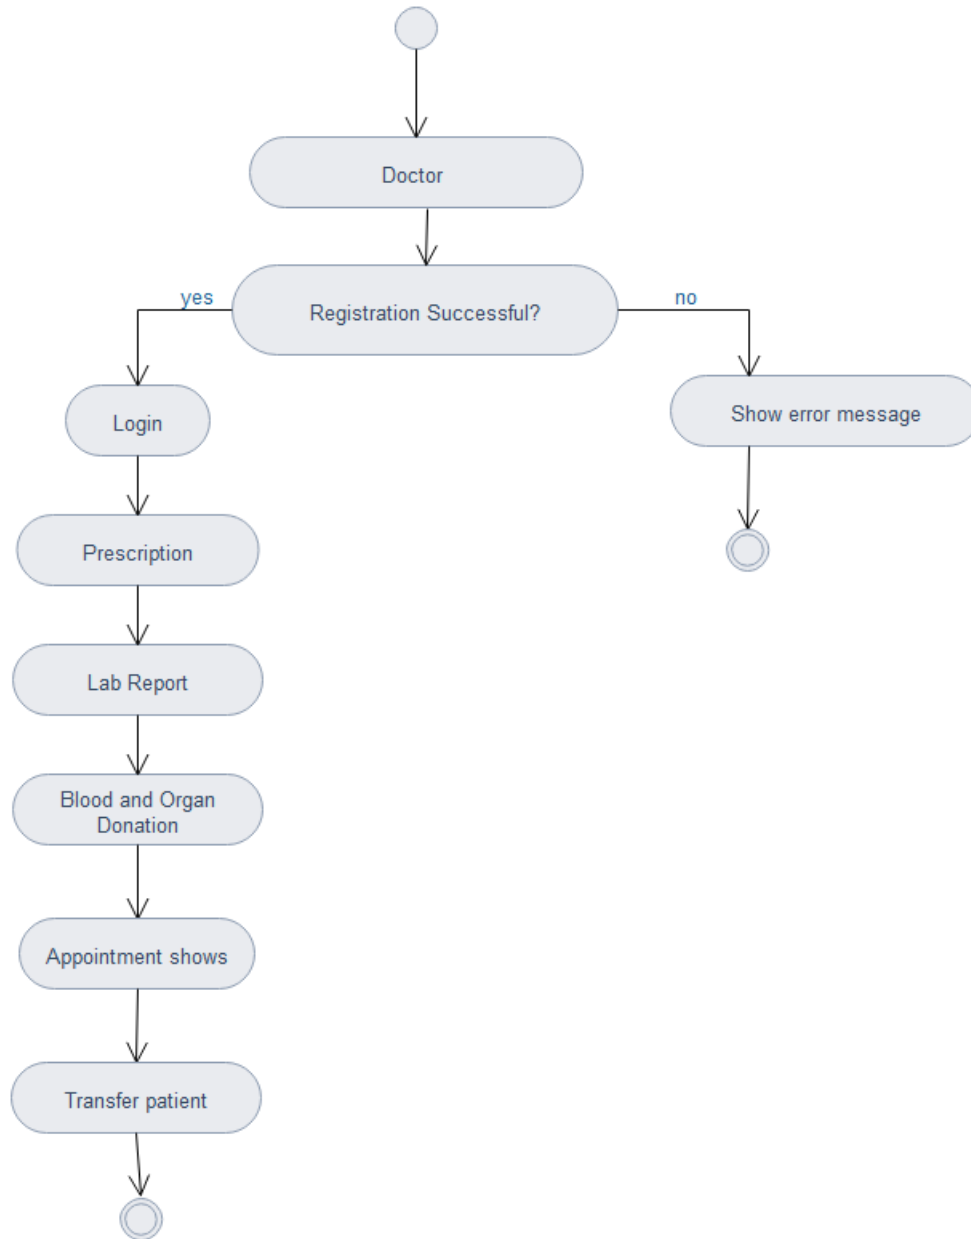 Doctor
yes
Registration Successful?
no
Login
Show error message
Prescription
Lab Report
Blood and Organ
Donation
Appointment shows
Transfer patient